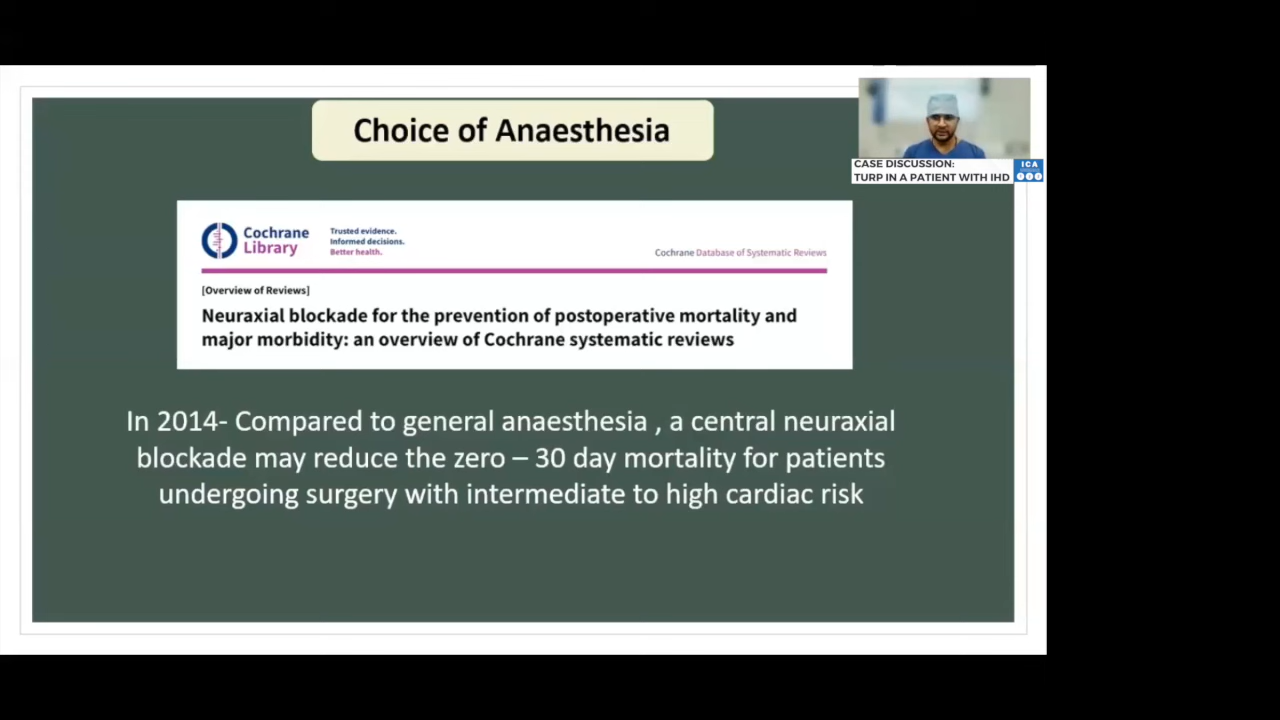 Choice of Anaesthesia
CASE DISCUSSION:
TURP IN A PATIENT WITH IHD
ICA
Cochrane
Library
Trusted evidence.
Informed decisions.
Better health.
Cochrane Database of Systematic Reviews
[Overview of Reviews]
Neuraxial blockade for the prevention of postoperative mortality and
major morbidity: an overview of Cochrane systematic reviews
In 2014- Compared to general anaesthesia , a central neuraxial
blockade may reduce the zero – 30 day mortality for patients
undergoing surgery with intermediate to high cardiac risk